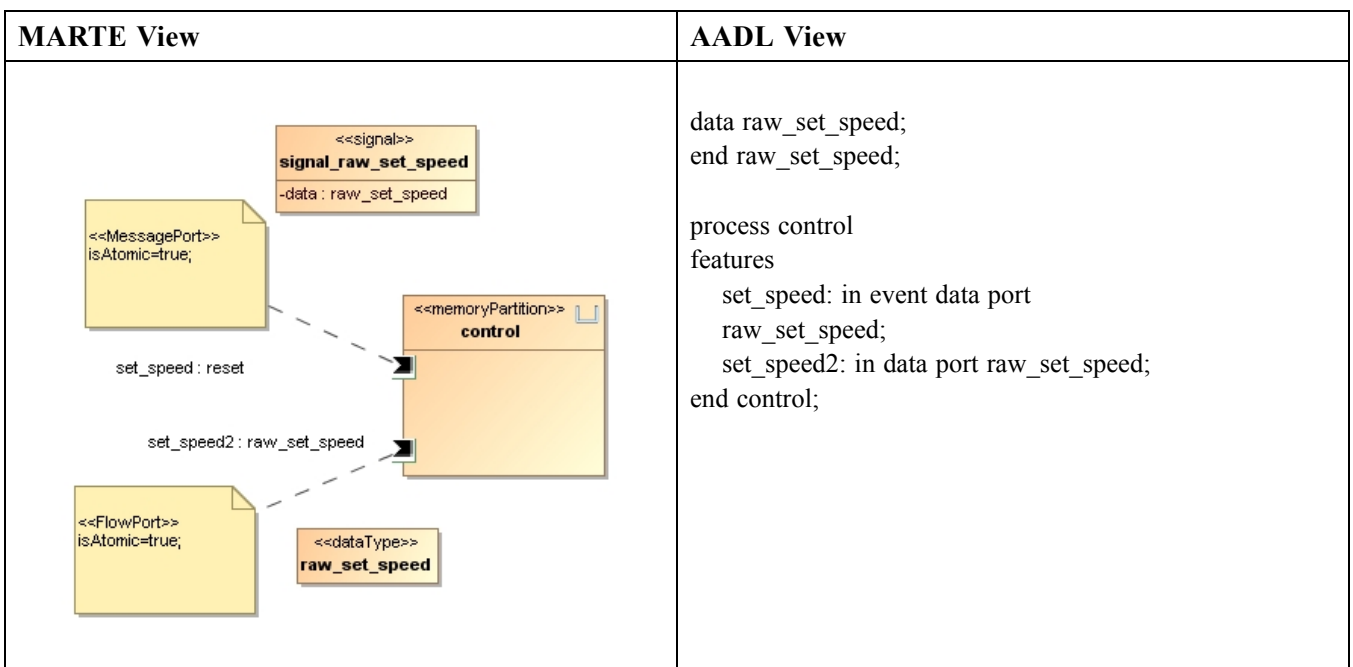 MARTE View
AADL View
<<signal>>
signal_raw_set_speed
-data : raw_set_speed
<<MessagePort>>
isAtomic=true;
<<memoryPartition>>
control
set_speed : reset
set_speed2 : raw_set_speed
<<FlowPort>>
isAtomic=true;
<<dataType>>
raw_set_speed
data raw_set_speed;
end raw_set_speed;
process control
features
set_speed: in event data port
raw_set_speed;
set_speed2: in data port raw_set_speed;
end control;